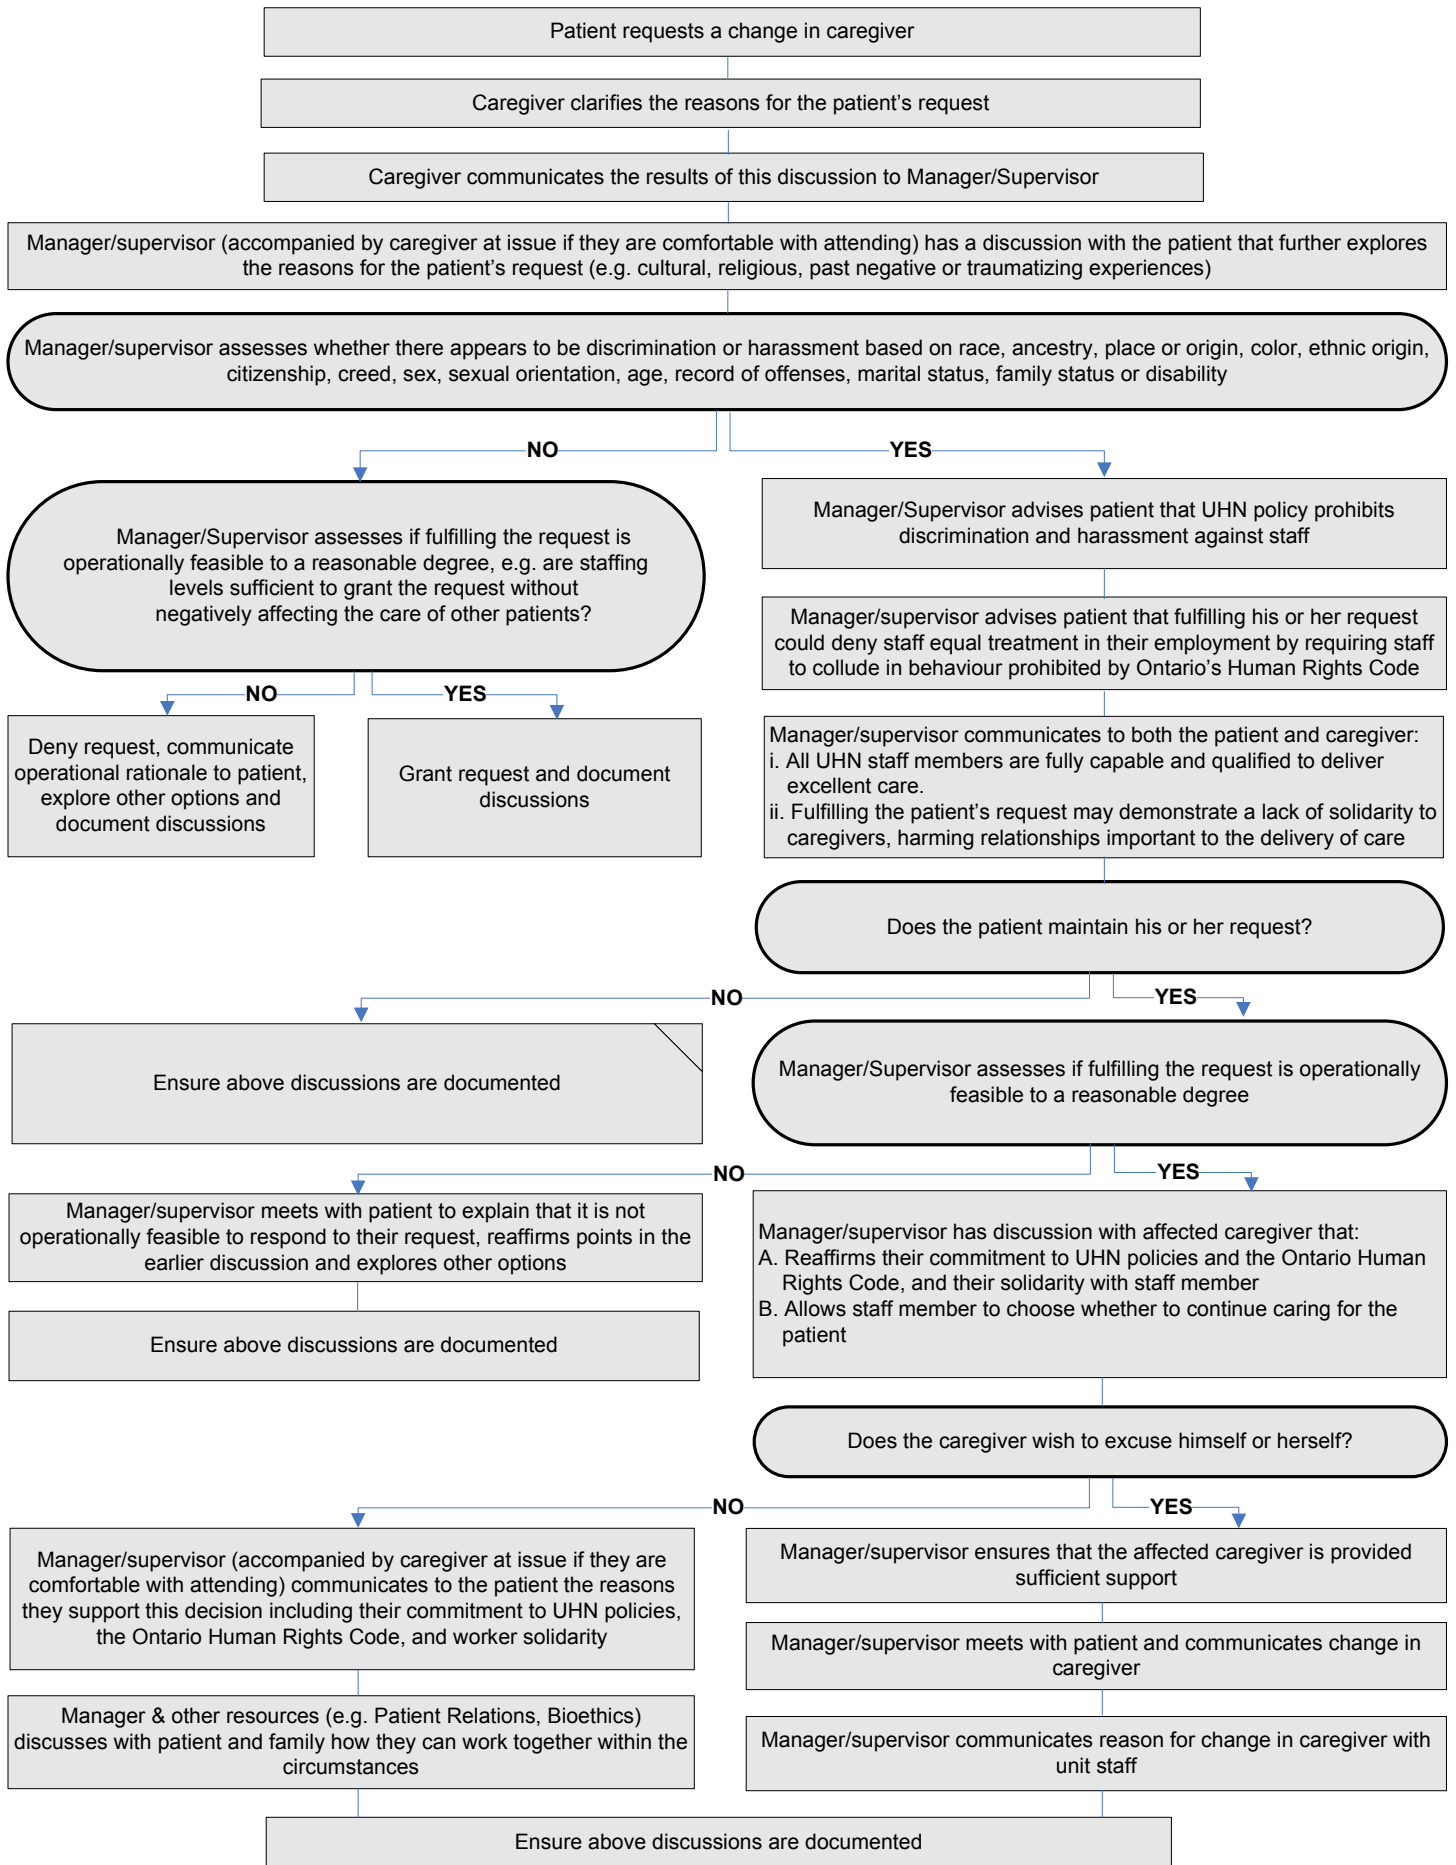 Patient requests a change in caregiver
Caregiver clarifies the reasons for the patient's request
Caregiver communicates the results of this discussion to Manager/Supervisor
Manager/supervisor (accompanied by caregiver at issue if they are comfortable with attending) has a discussion with the patient that further explores
the reasons for the patient's request (e.g. cultural, religious, past negative or traumatizing experiences)
Manager/supervisor assesses whether there appears to be discrimination or harassment based on race, ancestry, place or origin, color, ethnic origin,
citizenship, creed, sex, sexual orientation, age, record of offenses, marital status, family status or disability
NO
YES
Manager/Supervisor assesses if fulfilling the request is
operationally feasible to a reasonable degree, e.g. are staffing
levels sufficient to grant the request without
negatively affecting the care of other patients?
Manager/Supervisor advises patient that UHN policy prohibits
discrimination and harassment against staff
Manager/supervisor advises patient that fulfilling his or her request
could deny staff equal treatment in their employment by requiring staff
to collude in behaviour prohibited by Ontario's Human Rights Code
NO
YES
Deny request, communicate
operational rationale to patient,
explore other options and
document discussions
Grant request and document
discussions
Manager/supervisor communicates to both the patient and caregiver:
i. All UHN staff members are fully capable and qualified to deliver
excellent care.
ii. Fulfilling the patient's request may demonstrate a lack of solidarity to
caregivers, harming relationships important to the delivery of care
Does the patient maintain his or her request?
NO
YES
Ensure above discussions are documented
Manager/Supervisor assesses if fulfilling the request is operationally
feasible to a reasonable degree
NO
YES
Manager/supervisor meets with patient to explain that it is not
operationally feasible to respond to their request, reaffirms points in the
earlier discussion and explores other options
Ensure above discussions are documented
Manager/supervisor has discussion with affected caregiver that:
A. Reaffirms their commitment to UHN policies and the Ontario Human
Rights Code, and their solidarity with staff member
B. Allows staff member to choose whether to continue caring for the
patient
Does the caregiver wish to excuse himself or herself?
NO
YES
Manager/supervisor (accompanied by caregiver at issue if they are
comfortable with attending) communicates to the patient the reasons
they support this decision including their commitment to UHN policies,
the Ontario Human Rights Code, and worker solidarity
Manager & other resources (e.g. Patient Relations, Bioethics)
discusses with patient and family how they can work together within the
circumstances
Manager/supervisor ensures that the affected caregiver is provided
sufficient support
Manager/supervisor meets with patient and communicates change in
caregiver
Manager/supervisor communicates reason for change in caregiver with
unit staff
Ensure above discussions are documented